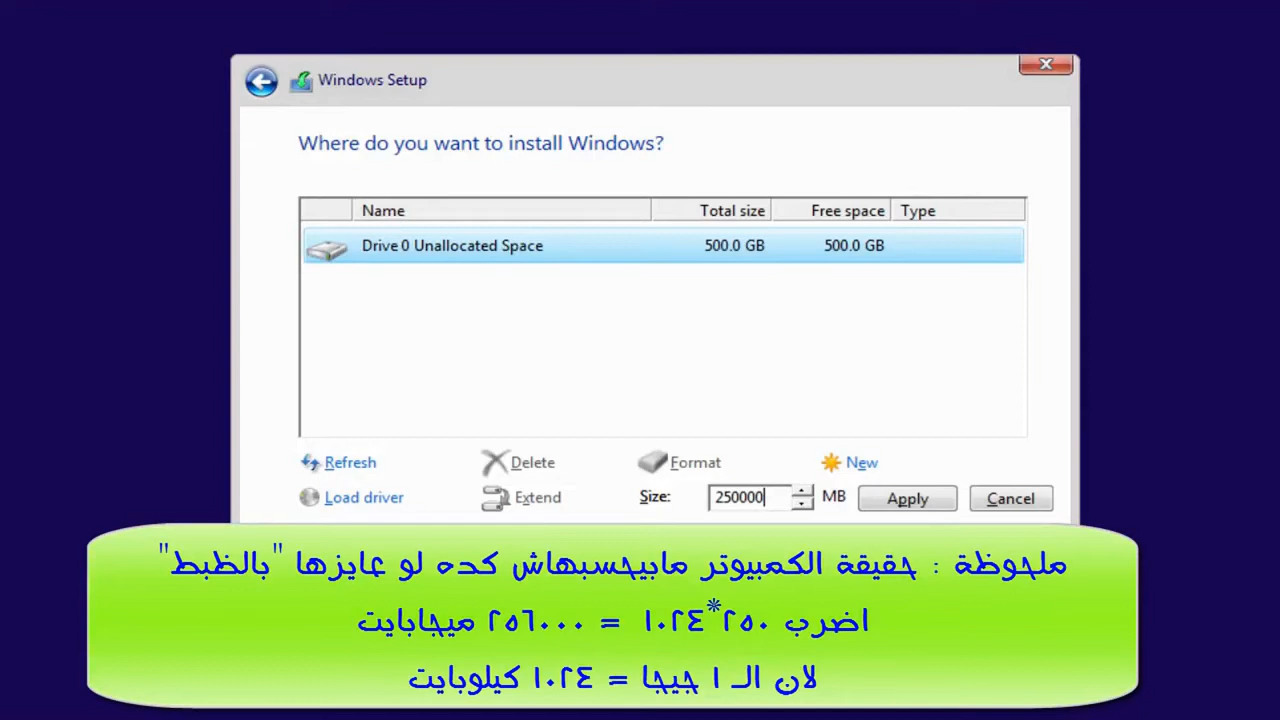 Windows Setup
Where do you want to install Windows?
Name Total size Free space Type
Drive 0 Unallocated Space 500.0 GB 500.0 GB
Refresh Delete Format New
Load driver Extend Size: 250000 MB Apply Cancel
ملحوظة : حقيقة الكمبيوتر مابيحسبهاش كده لو عايزها "بالظبط"
اضرب ٢٥٠*١٠٢٤ = ٢٥٦٠٠٠ ميجابايت
لان الـ ١ جيجا = ١٠٢٤ كيلوبايت